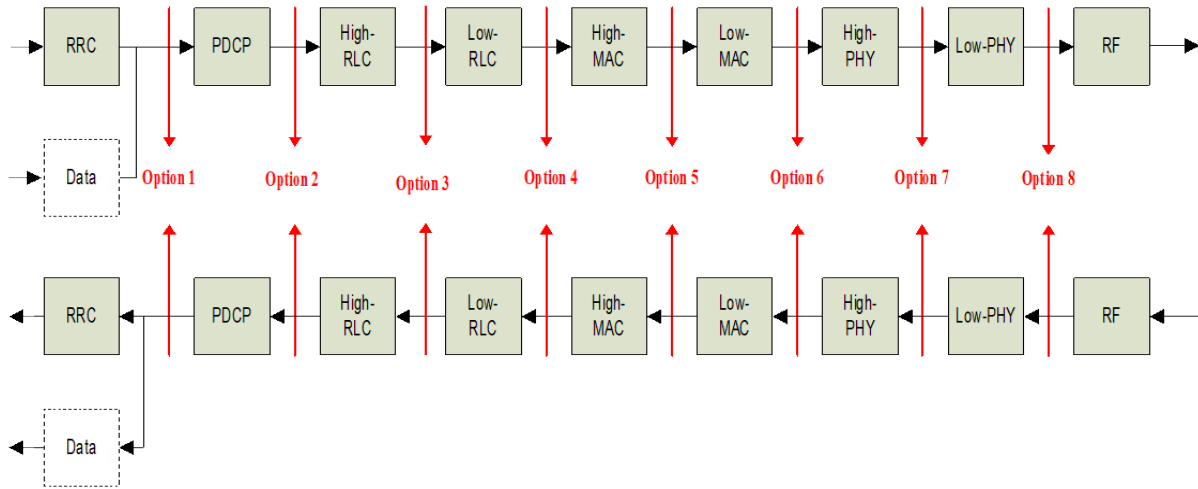 RRC
PDCP
High-
RLC
Low-
RLC
High-
MAC
Low-
MAC
High-
PHY
Low-PHY
RF
Data
Option 1
Option 2
Option 3
Option 4
Option 5
Option 6
Option 7
Option 8
RRC
PDCP
High-
RLC
Low-
RLC
High-
MAC
Low-
MAC
High-
PHY
Low-PHY
RF
Data